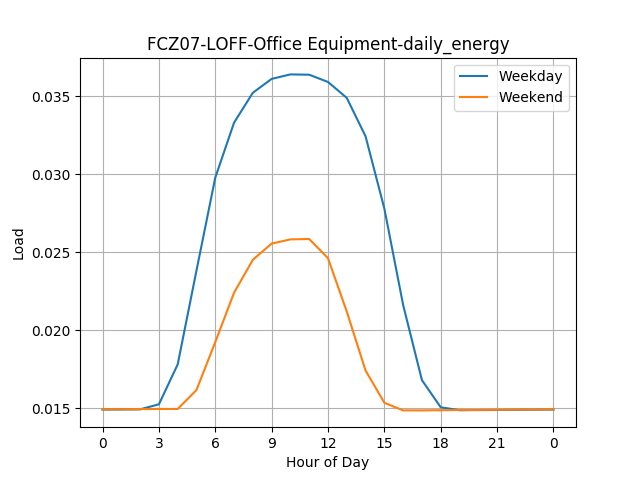 FCZ07-LOFF-Office Equipment-daily_energy
Weekday
Weekend
0.035
0.030
0.025
0.020
0.015
Load
0 3 6 9 12 15 18 21 0
Hour of Day